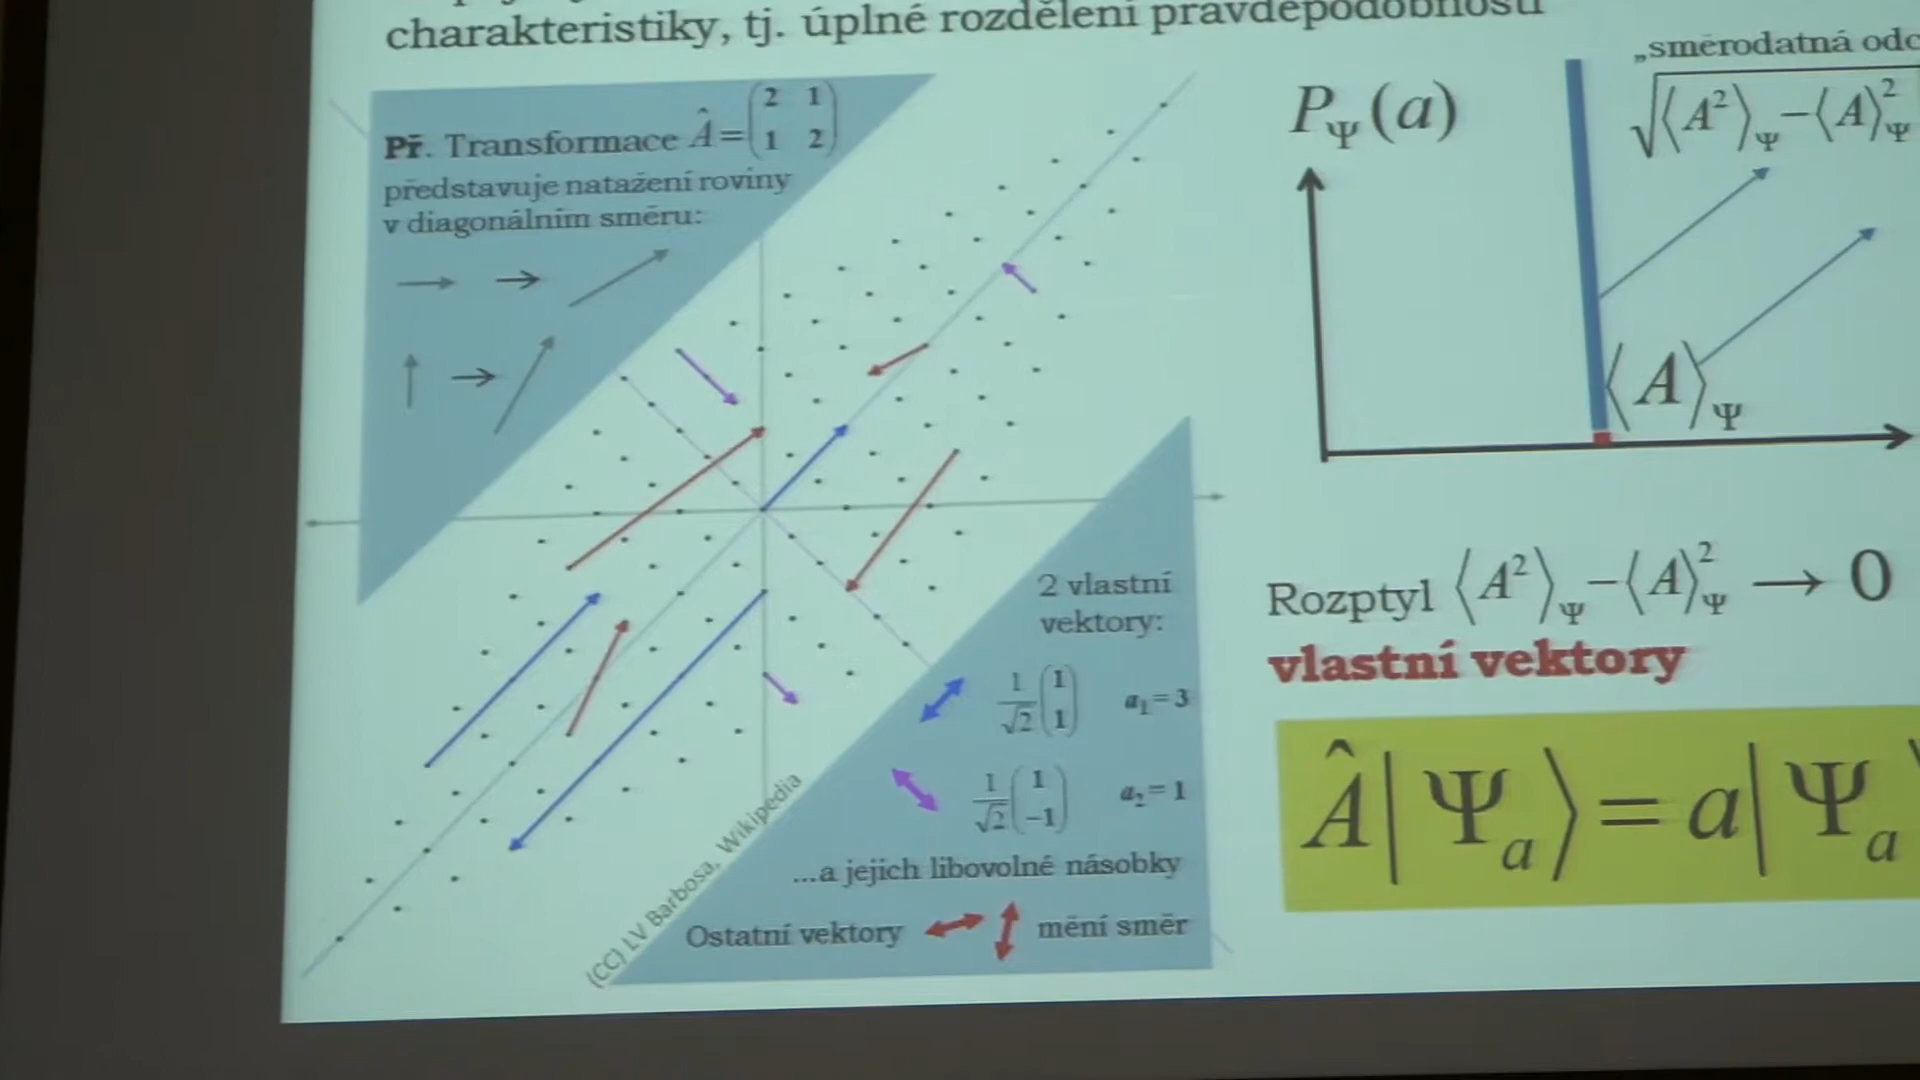 charakteristiky, tj. úplné rozdělení pravděpodobnosti
Př. Transformace Â = (2 1
1 2)
představuje natažení roviny
v diagonálním směru:
2 vlastní
vektory:
1/√2 (1
1) a₁=3
1/√2 (1
−1) a₂=1
...a jejich libovolné násobky
Ostatní vektory mění směr
(CC) LV Barbosa, Wikipedia
P_Ψ(a)
„směrodatná
√⟨A²⟩_Ψ−⟨A⟩²_Ψ
⟨A⟩_Ψ
Rozptyl ⟨A²⟩_Ψ−⟨A⟩²_Ψ → 0
vlastní vektory
Â|Ψ_a⟩=a|Ψ_a